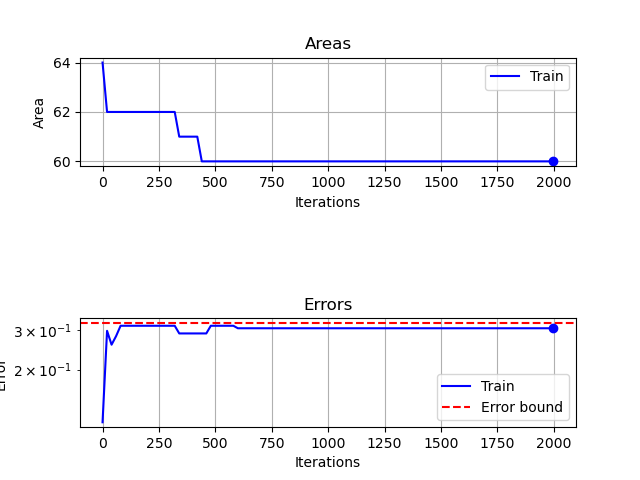 Areas
64
62
60
Area
Train
0 250 500 750 1000 1250 1500 1750 2000
Iterations
Errors
3 × 10⁻¹
2 × 10⁻¹
Error
Train
Error bound
0 250 500 750 1000 1250 1500 1750 2000
Iterations